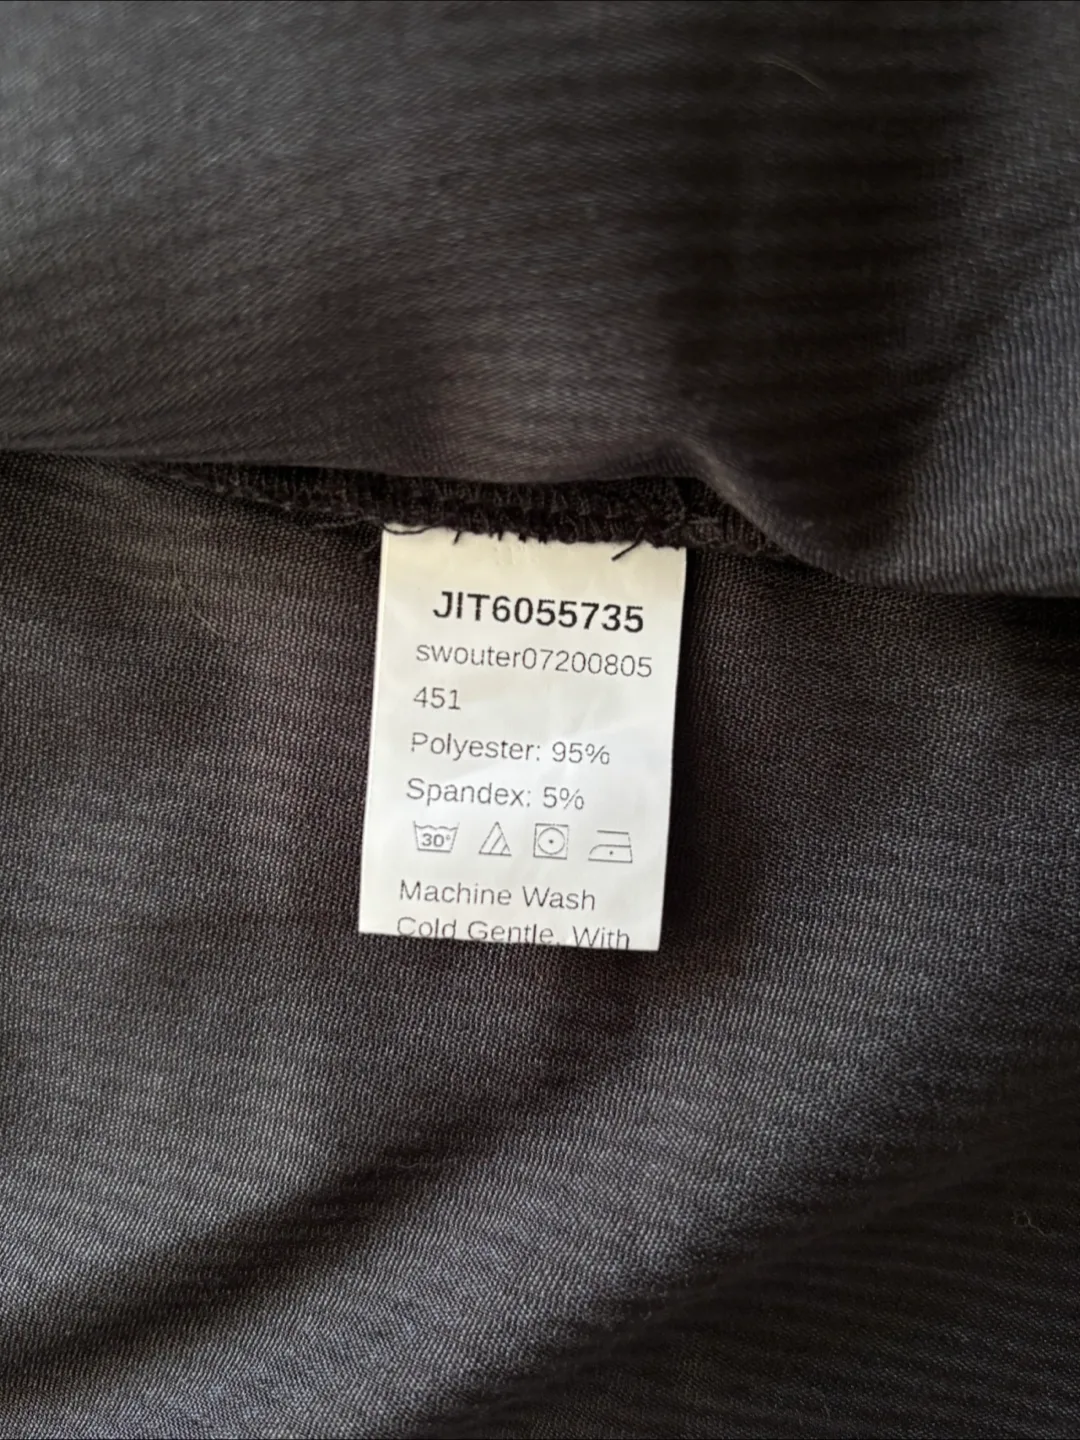 JIT6055735
swouter07200805
451
Polyester: 95%
Spandex: 5%
30°
Machine Wash
Cold Gentle. With